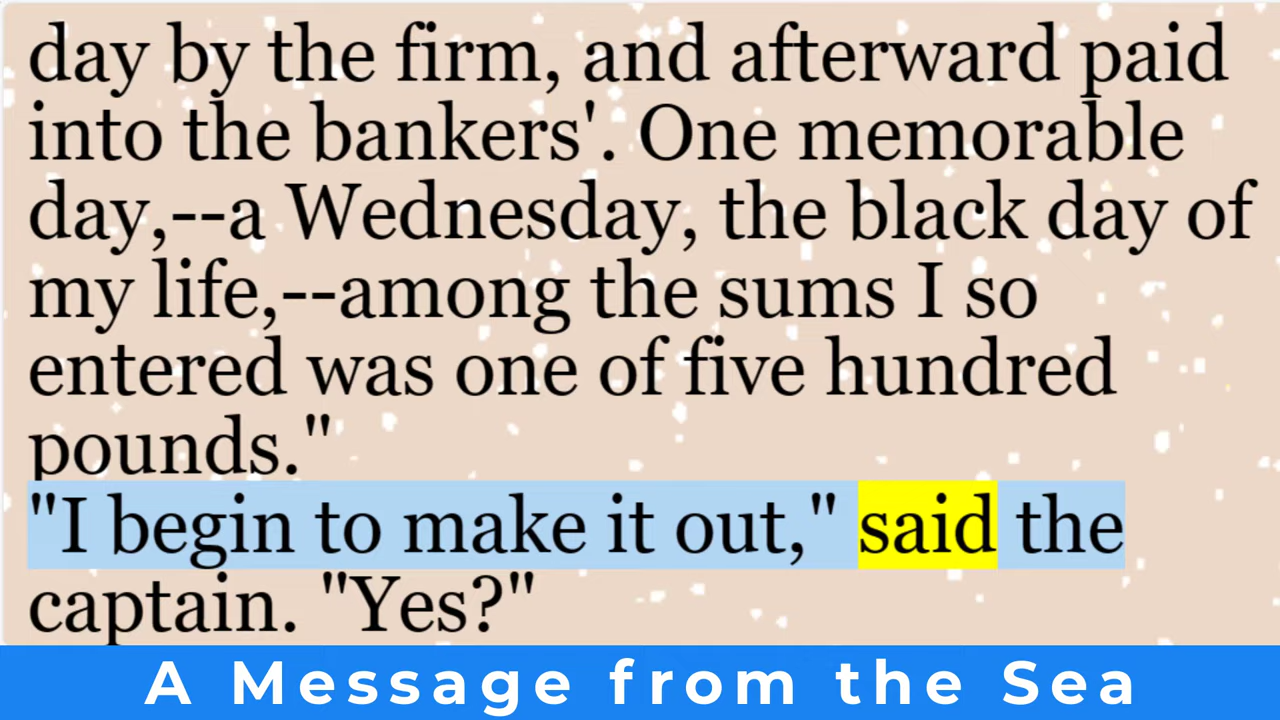 day by the firm, and afterward paid
into the bankers'. One memorable
day,--a Wednesday, the black day of
my life,--among the sums I so
entered was one of five hundred
pounds."
"I begin to make it out," said the
captain. "Yes?"
A Message from the Sea